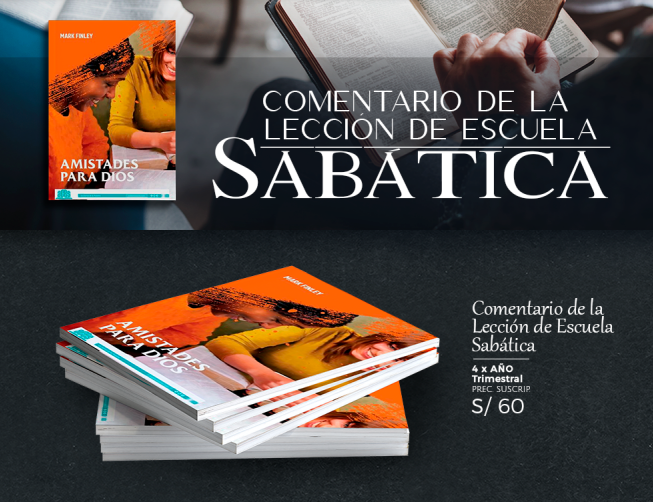 MARK FINLEY
AMISTADES
PARA DIOS
COMENTARIO DE LA
LECCIÓN DE ESCUELA
SABÁTICA
MARK FINLEY
AMISTADES
PARA DIOS
Comentario de la
Lección de Escuela
Sabática
4 x AÑO
Trimestral
PREC. SUSCRIP.
S/ 60